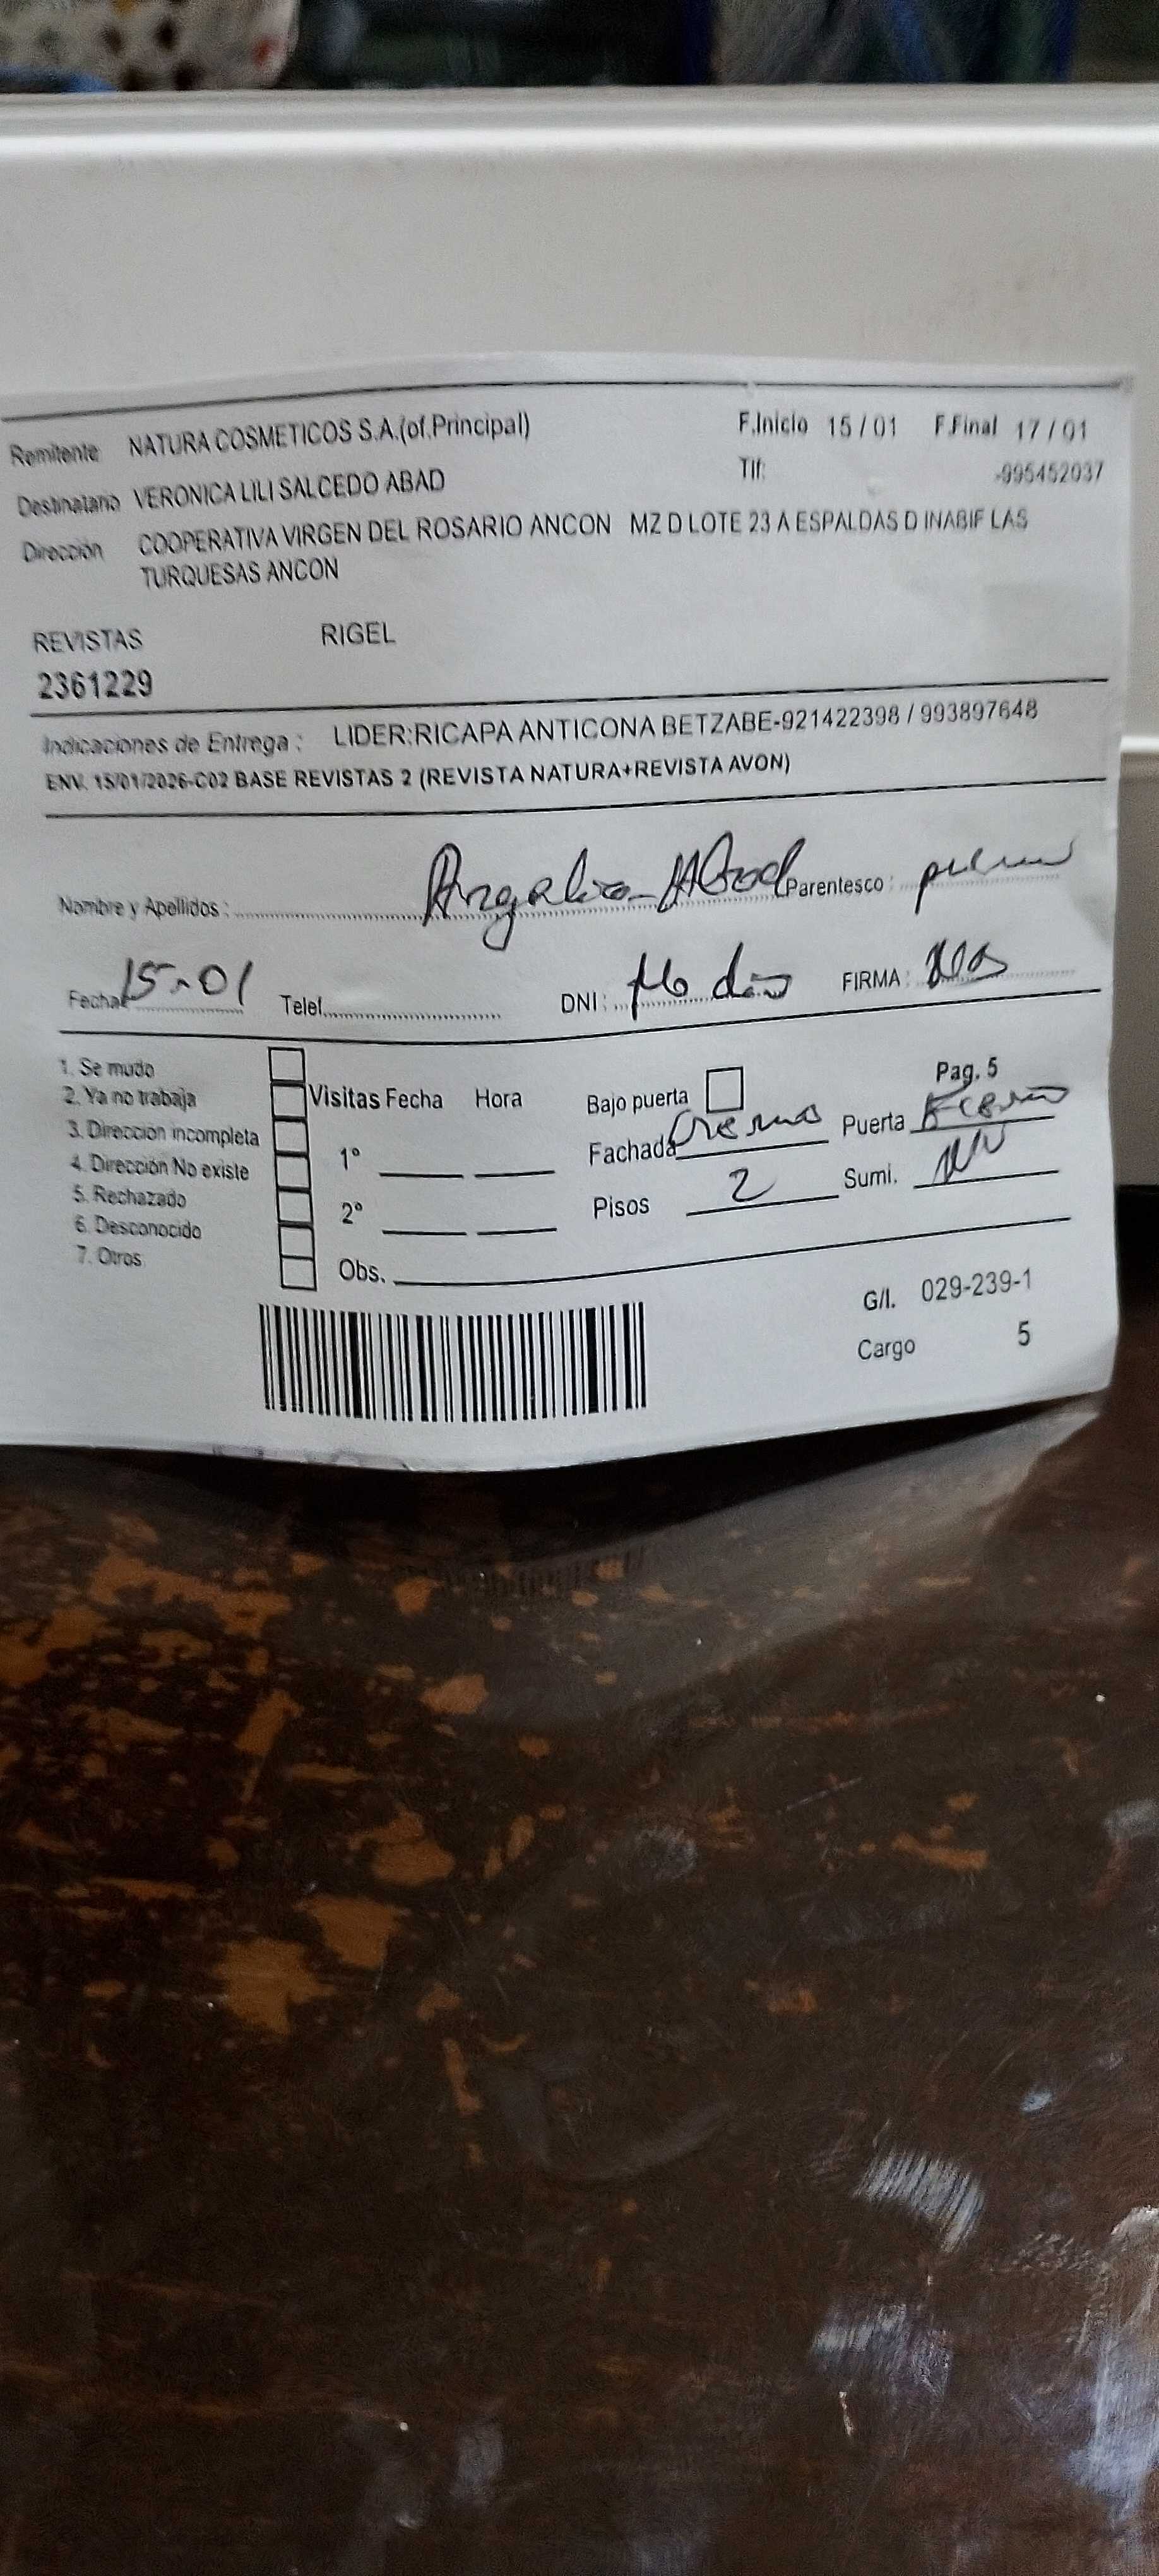 Remitente NATURA COSMETICOS S.A.(of.Principal) F.Inicio 15 / 01 F.Final 17 / 01
Destinatario VERONICA LILI SALCEDO ABAD Tlf: -995452037
Dirección COOPERATIVA VIRGEN DEL ROSARIO ANCON MZ D LOTE 23 A ESPALDAS D INABIF LAS
TURQUESAS ANCON
REVISTAS RIGEL
2361229
Indicaciones de Entrega : LIDER:RICAPA ANTICONA BETZABE-921422398 / 993897648
ENV. 15/01/2026-C02 BASE REVISTAS 2 (REVISTA NATURA+REVISTA AVON)
Nombre y Apellidos : Abad Parentesco :
Fecha 15-01 Telef. DNI : No dio FIRMA :
1. Se mudo
2. Ya no trabaja Visitas Fecha Hora Bajo puerta Pag. 5
3. Dirección incompleta 1° Fachada Puerta
4. Dirección No existe
5. Rechazado 2° Pisos 2 Sumi.
6. Desconocido
7. Otros Obs.
G/I. 029-239-1
Cargo 5